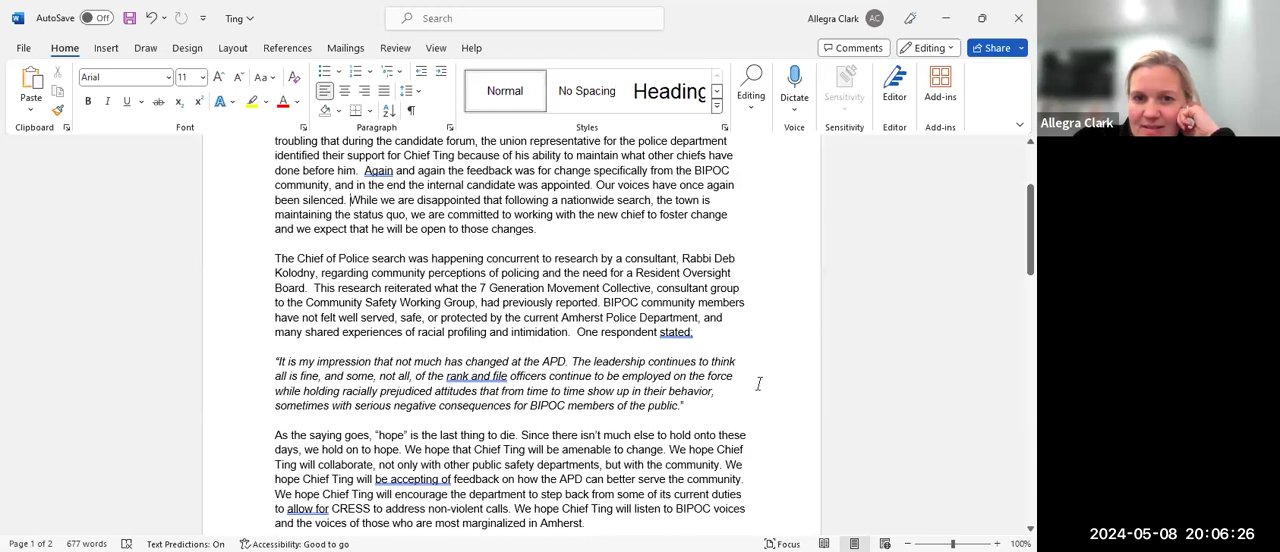 AutoSave Off Ting Search Allegra Clark AC
File Home Insert Draw Design Layout References Mailings Review View Help Comments Editing Share
Arial 11 Aa A A
Paste B I U ab x₂ x² A A Normal No Spacing Heading Editing Dictate Sensitivity Editor Add-ins
Clipboard Font Paragraph Styles Voice Sensitivity Editor Add-ins
Allegra Clark
troubling that during the candidate forum, the union representative for the police department
identified their support for Chief Ting because of his ability to maintain what other chiefs have
done before him.  Again and again the feedback was for change specifically from the BIPOC
community, and in the end the internal candidate was appointed. Our voices have once again
been silenced. While we are disappointed that following a nationwide search, the town is
maintaining the status quo, we are committed to working with the new chief to foster change
and we expect that he will be open to those changes.
The Chief of Police search was happening concurrent to research by a consultant, Rabbi Deb
Kolodny, regarding community perceptions of policing and the need for a Resident Oversight
Board.  This research reiterated what the 7 Generation Movement Collective, consultant group
to the Community Safety Working Group, had previously reported. BIPOC community members
have not felt well served, safe, or protected by the current Amherst Police Department, and
many shared experiences of racial profiling and intimidation.  One respondent stated;
“It is my impression that not much has changed at the APD. The leadership continues to think
all is fine, and some, not all, of the rank and file officers continue to be employed on the force
while holding racially prejudiced attitudes that from time to time show up in their behavior,
sometimes with serious negative consequences for BIPOC members of the public.”
As the saying goes, “hope” is the last thing to die. Since there isn’t much else to hold onto these
days, we hold on to hope. We hope that Chief Ting will be amenable to change. We hope Chief
Ting will collaborate, not only with other public safety departments, but with the community. We
hope Chief Ting will be accepting of feedback on how the APD can better serve the community.
We hope Chief Ting will encourage the department to step back from some of its current duties
to allow for CRESS to address non-violent calls. We hope Chief Ting will listen to BIPOC voices
and the voices of those who are most marginalized in Amherst.
Page 1 of 2 677 words Text Predictions: On Accessibility: Good to go Focus 100%
2024-05-08 20:06:26